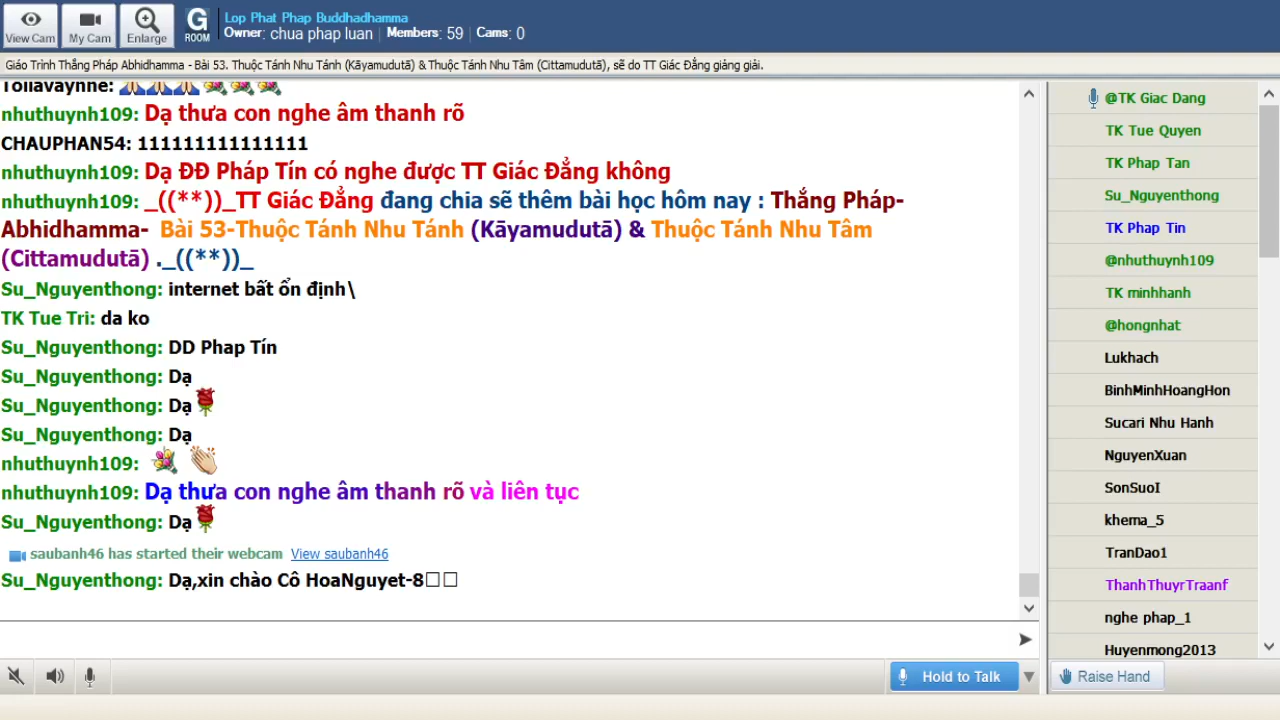 View Cam
My Cam
Enlarge
G
ROOM
Lop Phat Phap Buddhadhamma
Owner: chua phap luan Members: 59 Cams: 0
Giáo Trình Thắng Pháp Abhidhamma - Bài 53. Thuộc Tánh Nhu Tánh (Kāyamudutā) & Thuộc Tánh Nhu Tâm (Cittamudutā), sẽ do TT Giác Đẳng giảng giải.
nhuthuynh109: Dạ thưa con nghe âm thanh rõ
CHAUPHAN54: 111111111111111
nhuthuynh109: Dạ ĐĐ Pháp Tín có nghe được TT Giác Đẳng không
nhuthuynh109: _((**))_TT Giác Đẳng đang chia sẽ thêm bài học hôm nay : Thắng Pháp-
Abhidhamma- Bài 53-Thuộc Tánh Nhu Tánh (Kāyamudutā) & Thuộc Tánh Nhu Tâm
(Cittamudutā) ._((**))_
Su_Nguyenthong: internet bất ổn định\
TK Tue Tri: da ko
Su_Nguyenthong: DD Phap Tín
Su_Nguyenthong: Dạ
Su_Nguyenthong: Dạ
Su_Nguyenthong: Dạ
nhuthuynh109:
nhuthuynh109: Dạ thưa con nghe âm thanh rõ và liên tục
Su_Nguyenthong: Dạ
saubanh46 has started their webcam View saubanh46
Su_Nguyenthong: Dạ,xin chào Cô HoaNguyet-8
@TK Giac Dang
TK Tue Quyen
TK Phap Tan
Su_Nguyenthong
TK Phap Tin
@nhuthuynh109
TK minhhanh
@hongnhat
Lukhach
BinhMinhHoangHon
Sucari Nhu Hanh
NguyenXuan
SonSuoI
khema_5
TranDao1
ThanhThuyrTraanf
nghe phap_1
Huyenmong2013
Hold to Talk
Raise Hand